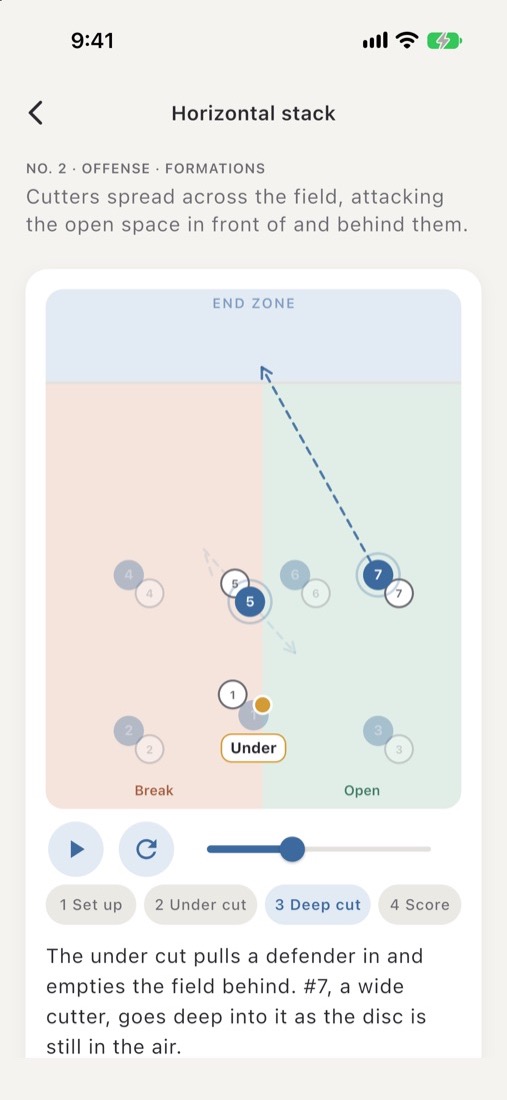 9:41
Horizontal stack
NO. 2 · OFFENSE · FORMATIONS
Cutters spread across the field, attacking
the open space in front of and behind them.
END ZONE
4
4
5
5
6
6
7
7
1
1
2
2
3
3
Under
Break
Open
1 Set up
2 Under cut
3 Deep cut
4 Score
The under cut pulls a defender in and
empties the field behind. #7, a wide
cutter, goes deep into it as the disc is
still in the air.